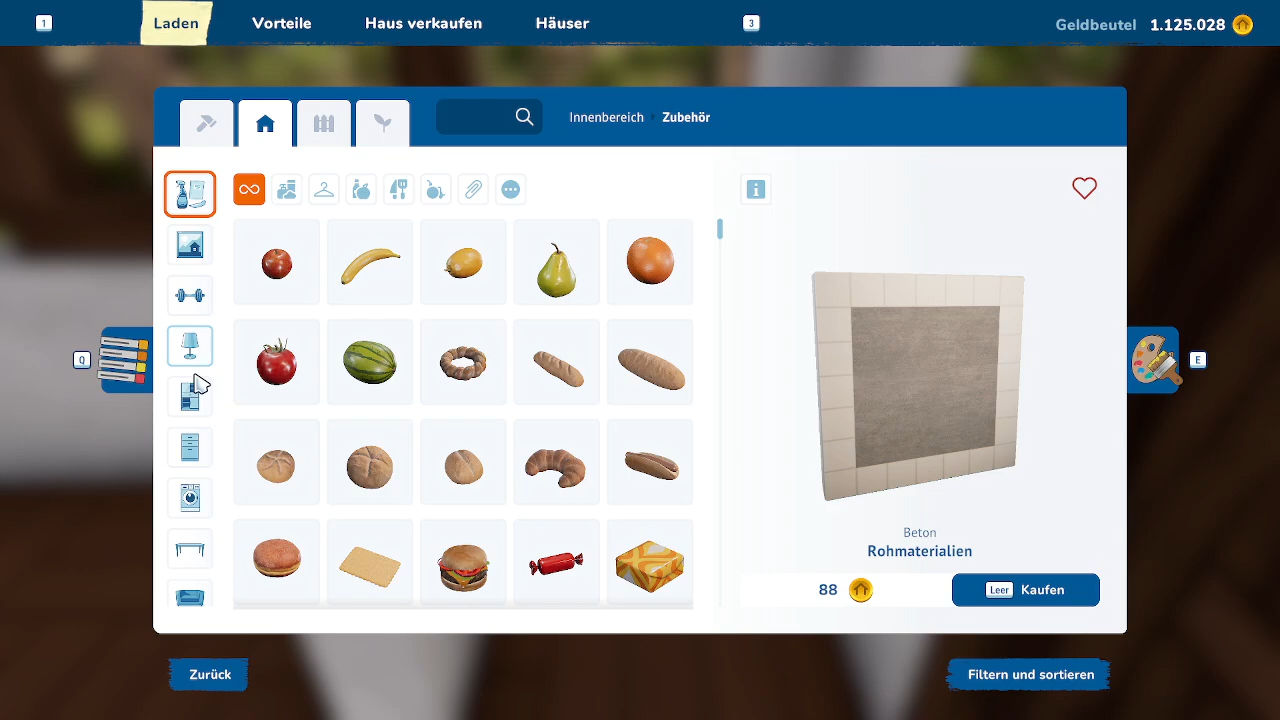 1
Laden
Vorteile
Haus verkaufen
Häuser
3
Geldbeutel 1.125.028
Innenbereich
Zubehör
Q
E
Beton
Rohmaterialien
88
Leer Kaufen
Zurück
Filtern und sortieren